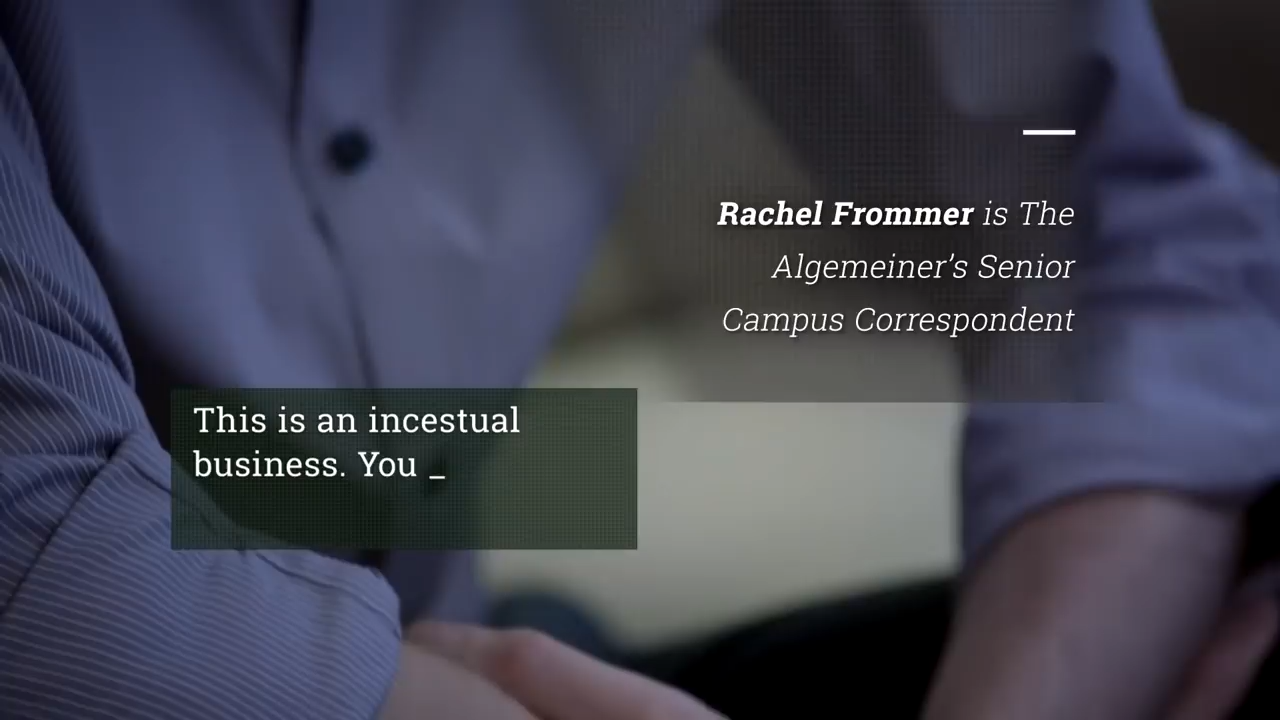 Rachel Frommer is The
Algemeiner’s Senior
Campus Correspondent
This is an incestual
business. You _